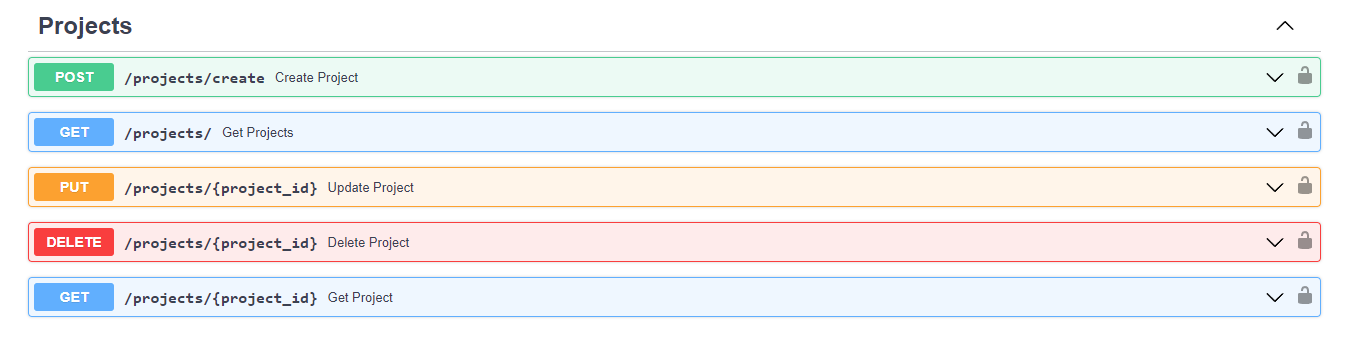 Projects
POST /projects/create Create Project
GET /projects/ Get Projects
PUT /projects/{project_id} Update Project
DELETE /projects/{project_id} Delete Project
GET /projects/{project_id} Get Project